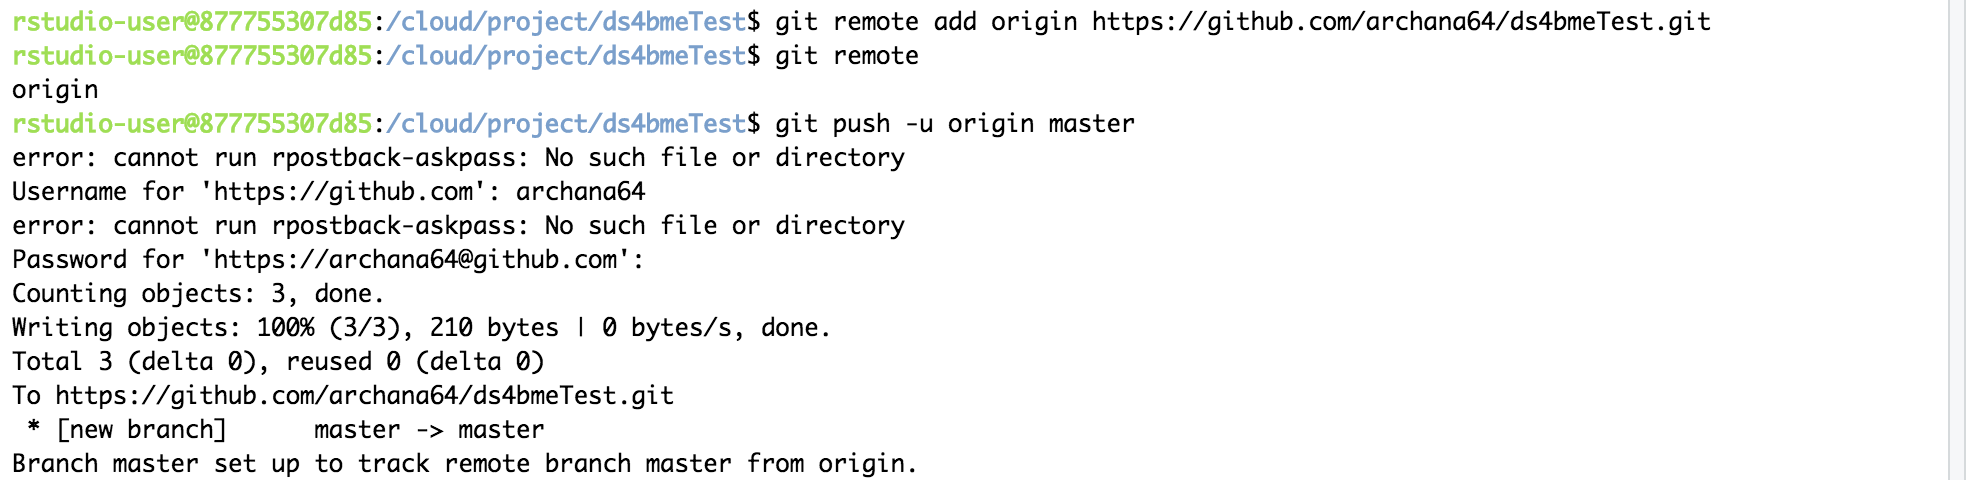 rstudio-user@877755307d85:/cloud/project/ds4bmeTest$ git remote add origin https://github.com/archana64/ds4bmeTest.git
rstudio-user@877755307d85:/cloud/project/ds4bmeTest$ git remote
origin
rstudio-user@877755307d85:/cloud/project/ds4bmeTest$ git push -u origin master
error: cannot run rpostback-askpass: No such file or directory
Username for 'https://github.com': archana64
error: cannot run rpostback-askpass: No such file or directory
Password for 'https://archana64@github.com':
Counting objects: 3, done.
Writing objects: 100% (3/3), 210 bytes | 0 bytes/s, done.
Total 3 (delta 0), reused 0 (delta 0)
To https://github.com/archana64/ds4bmeTest.git
 * [new branch]      master -> master
Branch master set up to track remote branch master from origin.